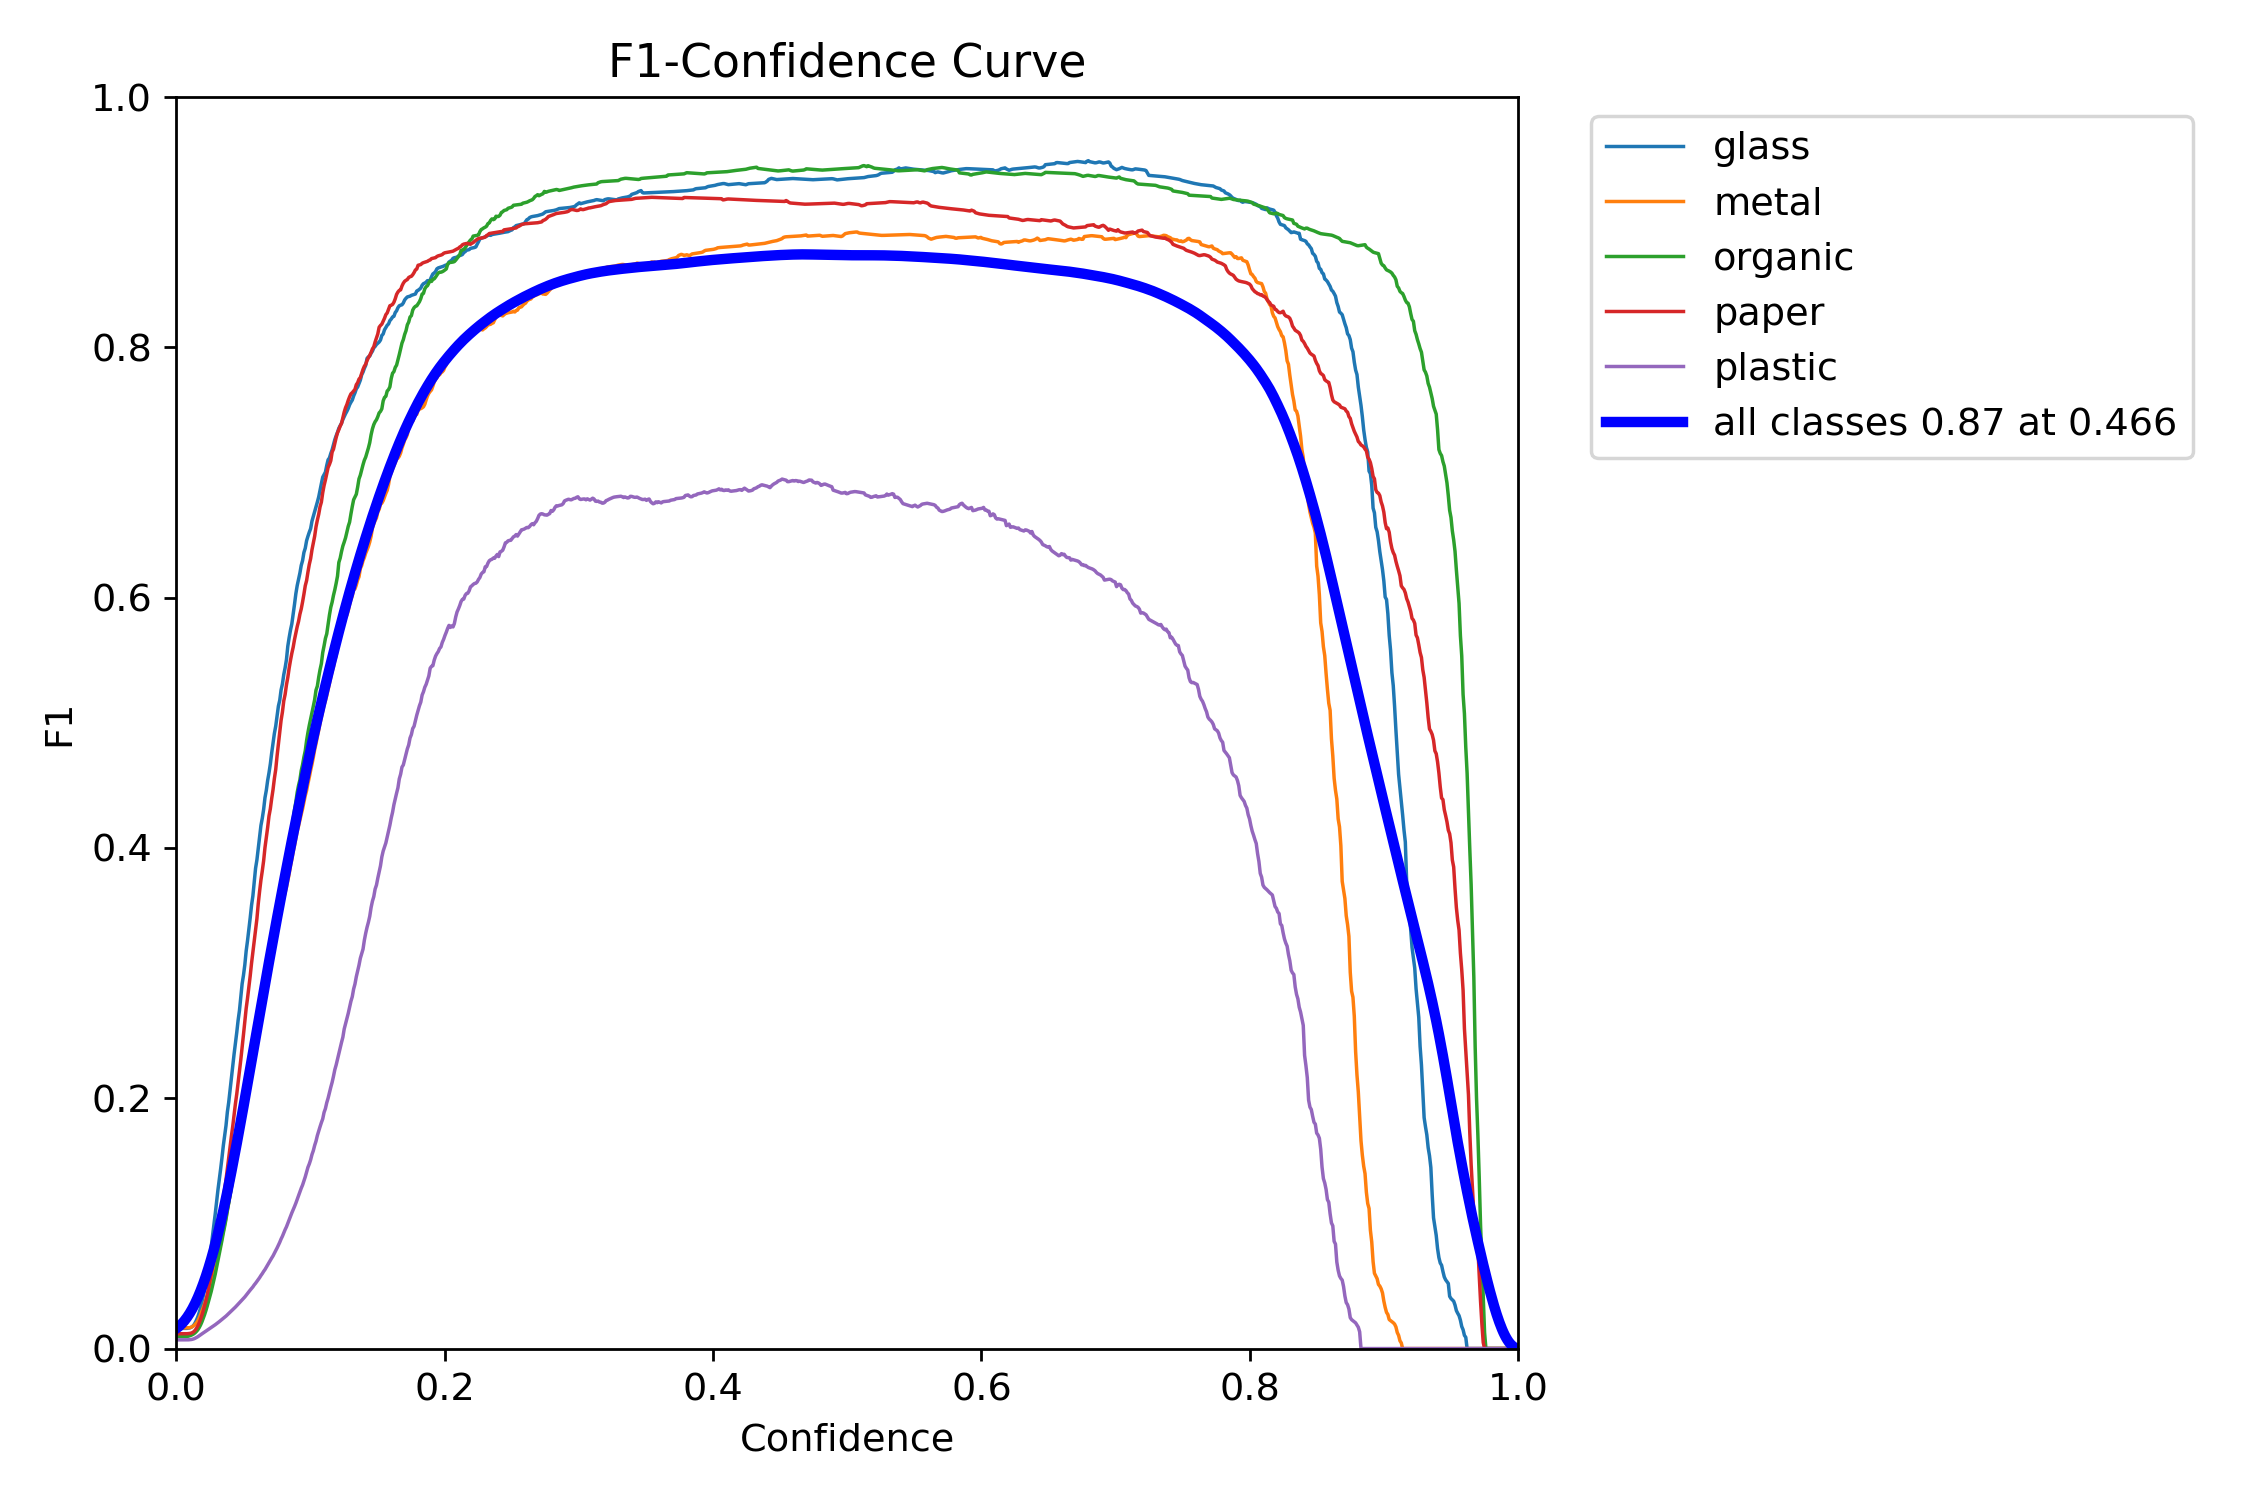 F1-Confidence Curve
1.0
0.8
0.6
0.4
0.2
0.0
F1
0.0 0.2 0.4 0.6 0.8 1.0
Confidence
glass
metal
organic
paper
plastic
all classes 0.87 at 0.466